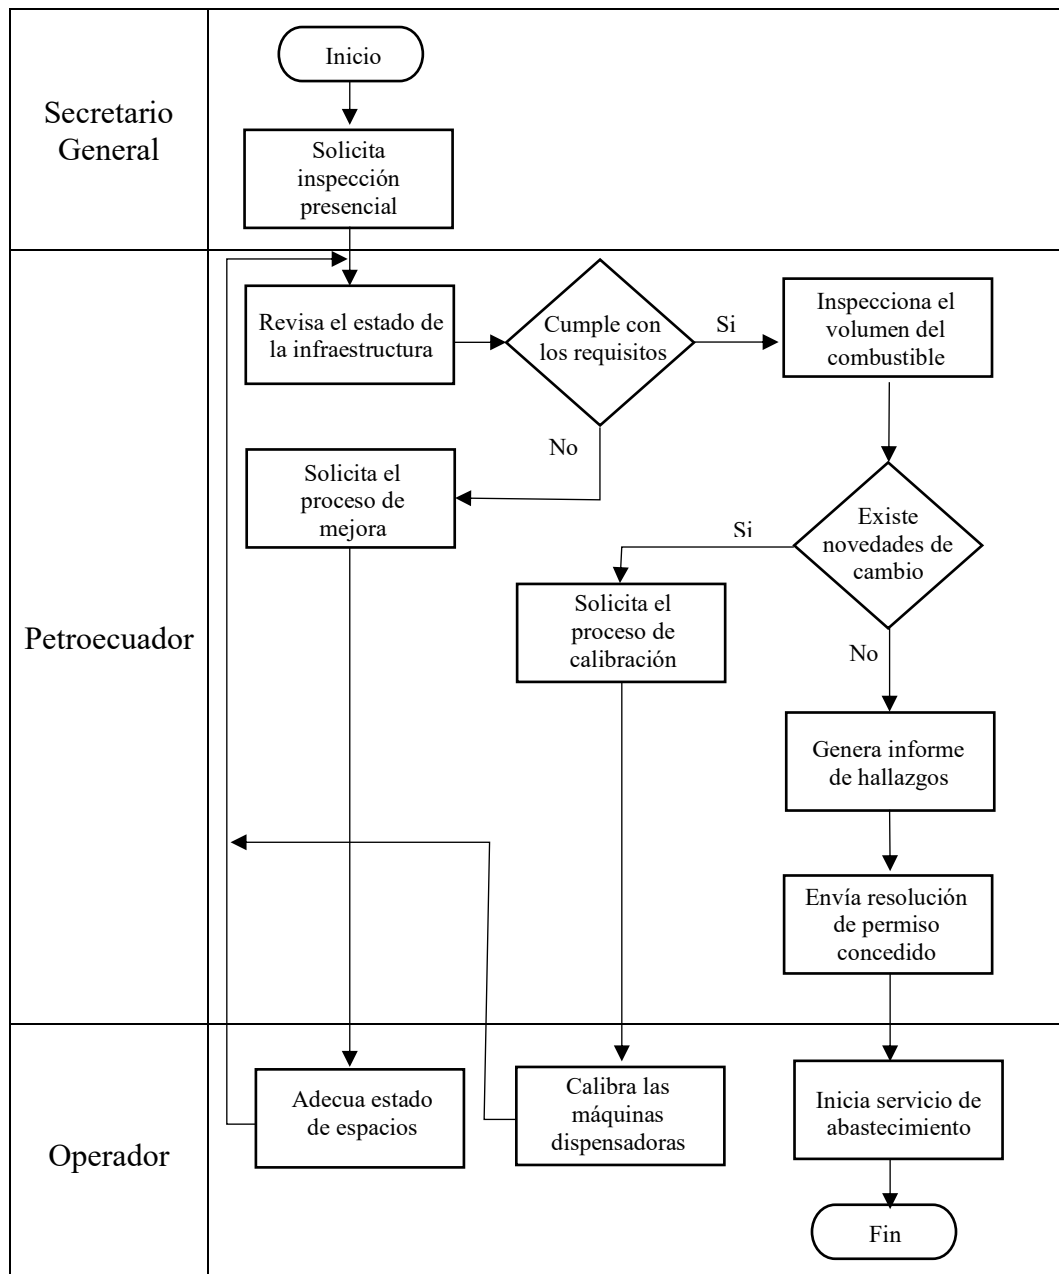 Secretario
General
Inicio
Solicita
inspección
presencial
Petroecuador
Revisa el estado de
la infraestructura
Cumple con
los requisitos
Si
Inspecciona el
volumen del
combustible
No
Solicita el
proceso de
mejora
Existe
novedades de
cambio
Si
Solicita el
proceso de
calibración
No
Genera informe
de hallazgos
Envía resolución
de permiso
concedido
Operador
Adecua estado
de espacios
Calibra las
máquinas
dispensadoras
Inicia servicio de
abastecimiento
Fin